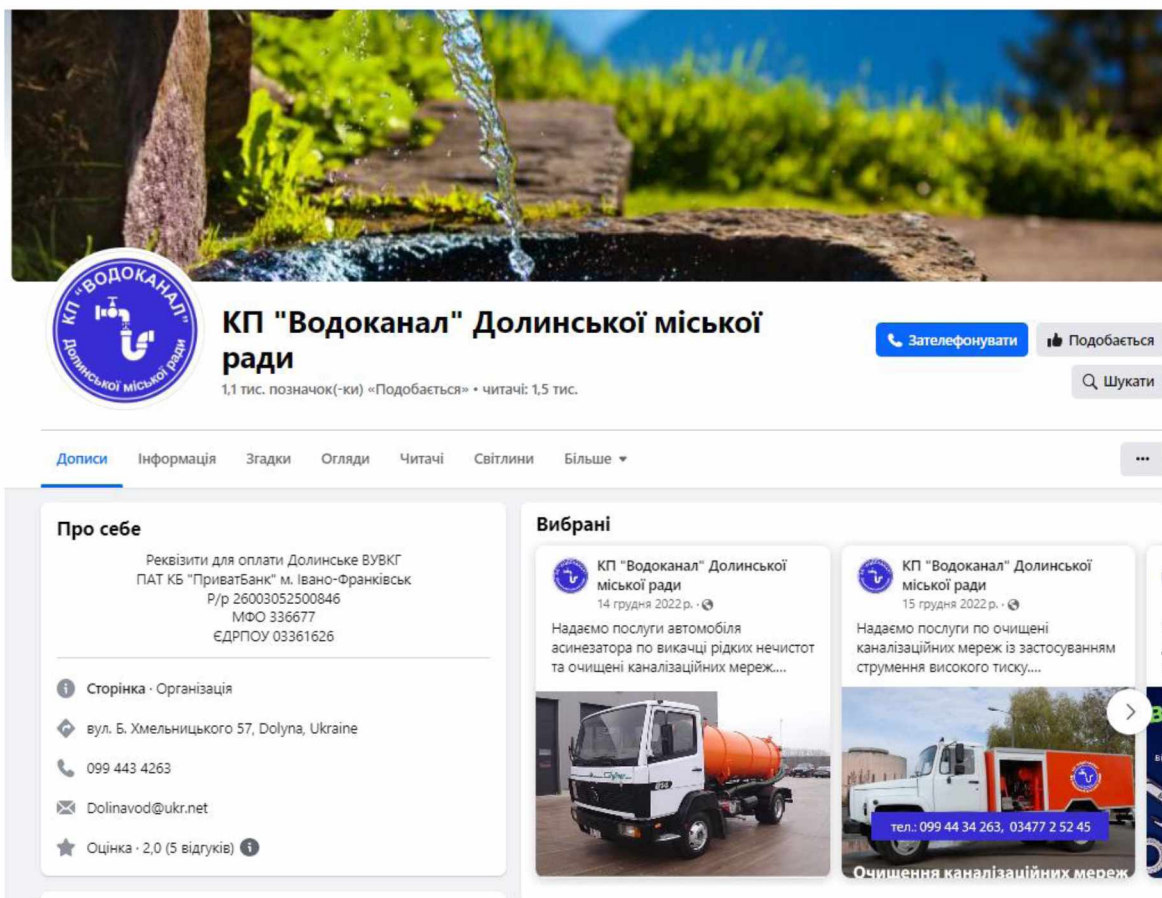 КП "ВОДОКАНАЛ"
Долинської міської ради
КП "Водоканал" Долинської міської
ради
1,1 тис. позначок(-ки) «Подобається» • читачі: 1,5 тис.
Зателефонувати
Подобається
Шукати
Дописи Інформація Згадки Огляди Читачі Світлини Більше
Про себе
Реквізити для оплати Долинське ВУВКГ
ПАТ КБ "ПриватБанк" м. Івано-Франківськ
Р/р 26003052500846
МФО 336677
ЄДРПОУ 03361626
Сторінка · Організація
вул. Б. Хмельницького 57, Dolyna, Ukraine
099 443 4263
Dolinavod@ukr.net
Оцінка · 2,0 (5 відгуків)
Вибрані
КП "Водоканал" Долинської
міської ради
14 грудня 2022 р. ·
Надаємо послуги автомобіля
асинезатора по викачці рідких нечистот
та очищені каналізаційних мереж....
КП "Водоканал" Долинської
міської ради
15 грудня 2022 р. ·
Надаємо послуги по очищені
каналізаційних мереж із застосуванням
струмення високого тиску....
тел.: 099 44 34 263, 03477 2 52 45
Очищення каналізаційних мереж